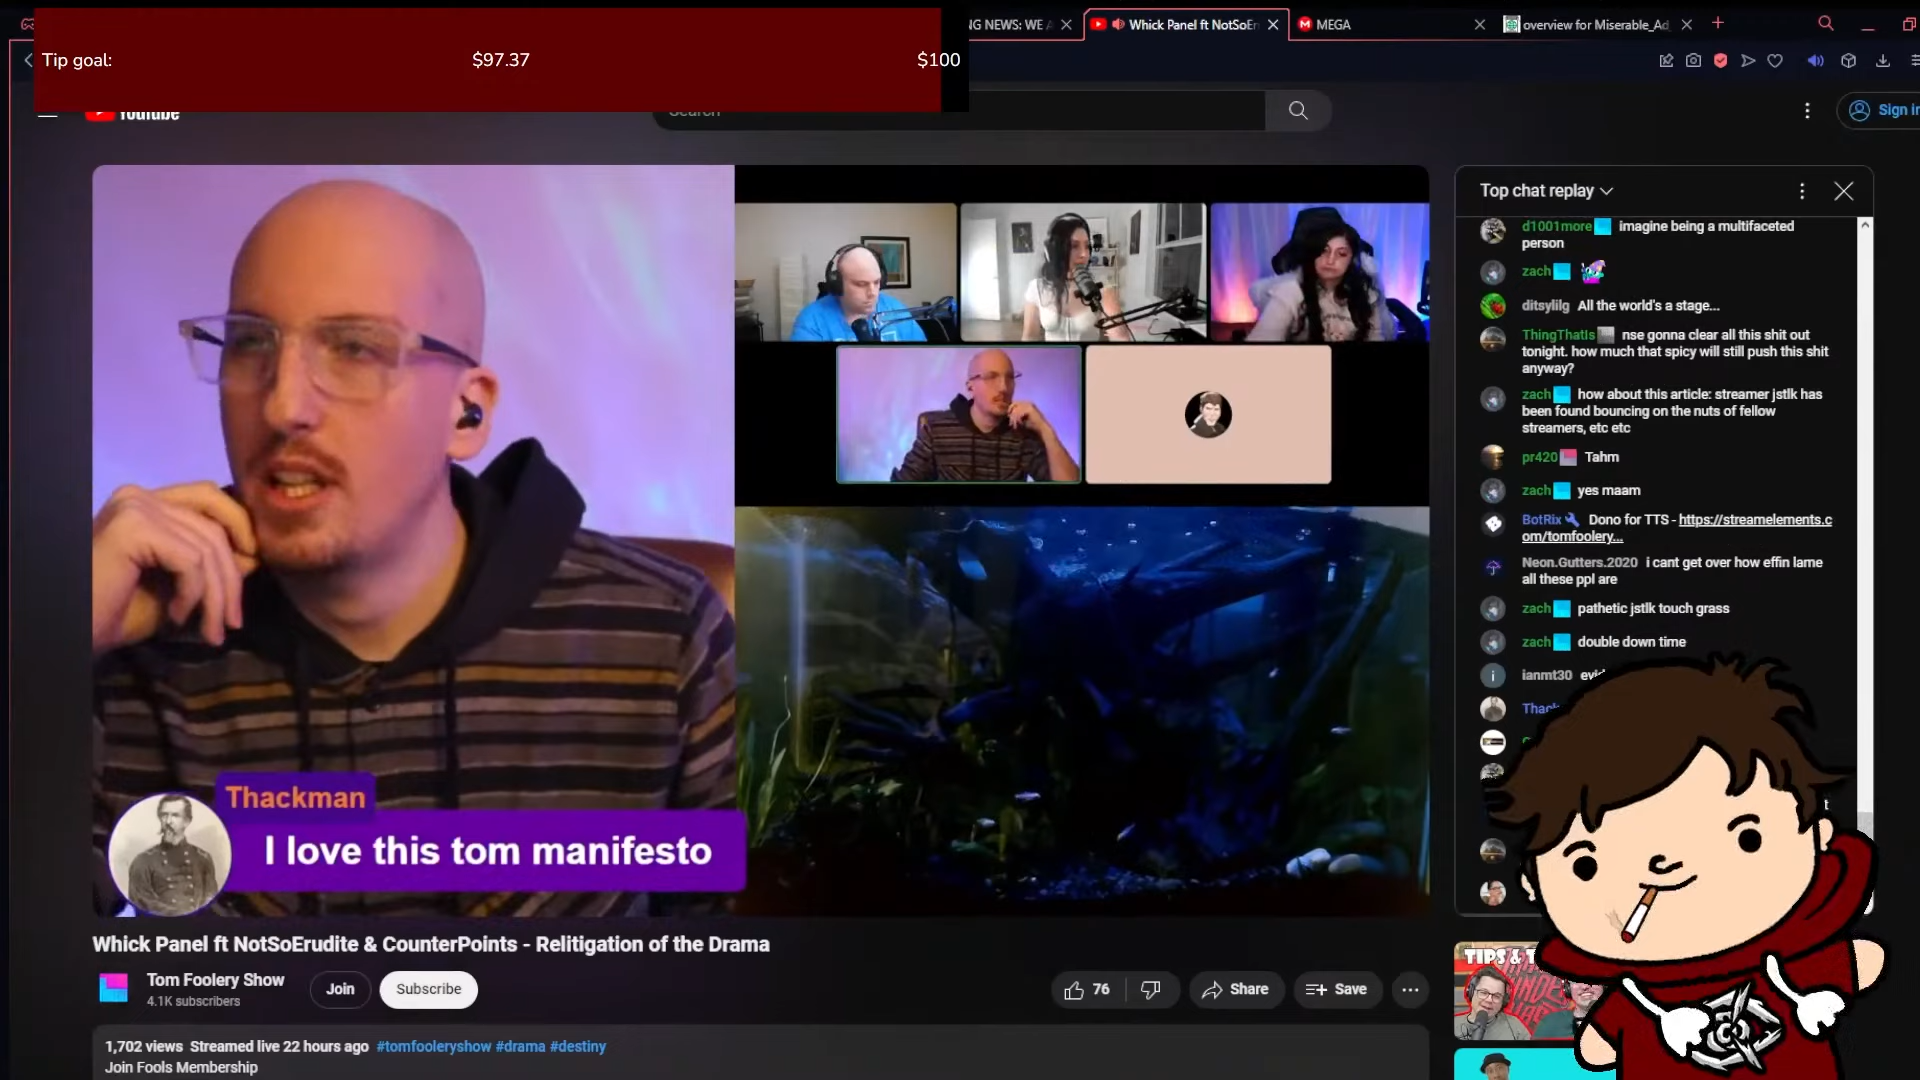 NG NEWS: WE A
Whick Panel ft NotSoEr
MEGA
overview for Miserable_Ad
Tip goal:
$97.37
$100
YouTube
Search
Sign in
Top chat replay
d1001more imagine being a multifaceted
person
zach
ditsylilg All the world's a stage...
ThingThatIs nse gonna clear all this shit out
tonight. how much that spicy will still push this shit
anyway?
zach how about this article: streamer jstlk has
been found bouncing on the nuts of fellow
streamers, etc etc
pr420 Tahm
zach yes maam
BotRix Dono for TTS - https://streamelements.c
om/tomfoolery...
Neon.Gutters.2020 i cant get over how effin lame
all these ppl are
zach pathetic jstlk touch grass
zach double down time
ianmt30 evid
Thack
t
Thackman
I love this tom manifesto
Whick Panel ft NotSoErudite & CounterPoints - Relitigation of the Drama
Tom Foolery Show
4.1K subscribers
Join
Subscribe
76
Share
Save
TIPS & T
1,702 views Streamed live 22 hours ago #tomfooleryshow #drama #destiny
Join Fools Membership